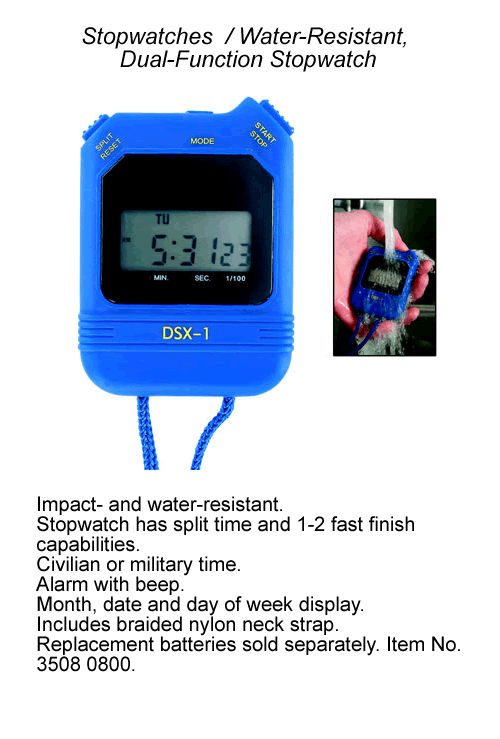 Stopwatches / Water-Resistant,
Dual-Function Stopwatch
SPLIT
RESET
MODE
START
STOP
TU
AM
5:31 23
MIN. SEC. 1/100
DSX-1
Impact- and water-resistant.
Stopwatch has split time and 1-2 fast finish
capabilities.
Civilian or military time.
Alarm with beep.
Month, date and day of week display.
Includes braided nylon neck strap.
Replacement batteries sold separately. Item No.
3508 0800.